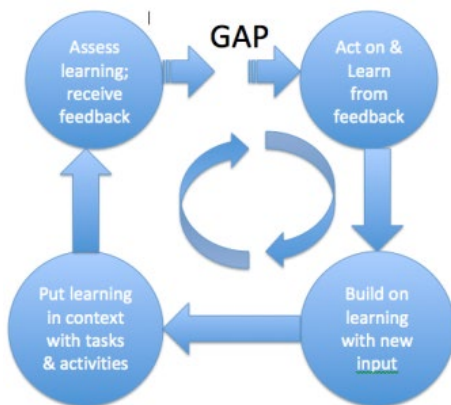 Assess
learning;
receive
feedback
GAP
Act on &
Learn
from
feedback
Put learning
in context
with tasks
& activities
Build on
learning
with new
input